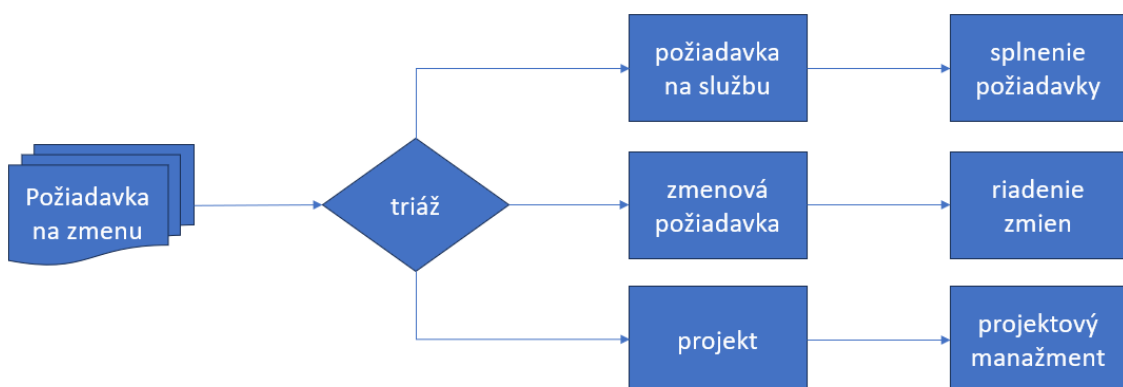 Požiadavka
na zmenu
triáž
požiadavka
na službu
splnenie
požiadavky
zmenová
požiadavka
riadenie
zmien
projekt
projektový
manažment